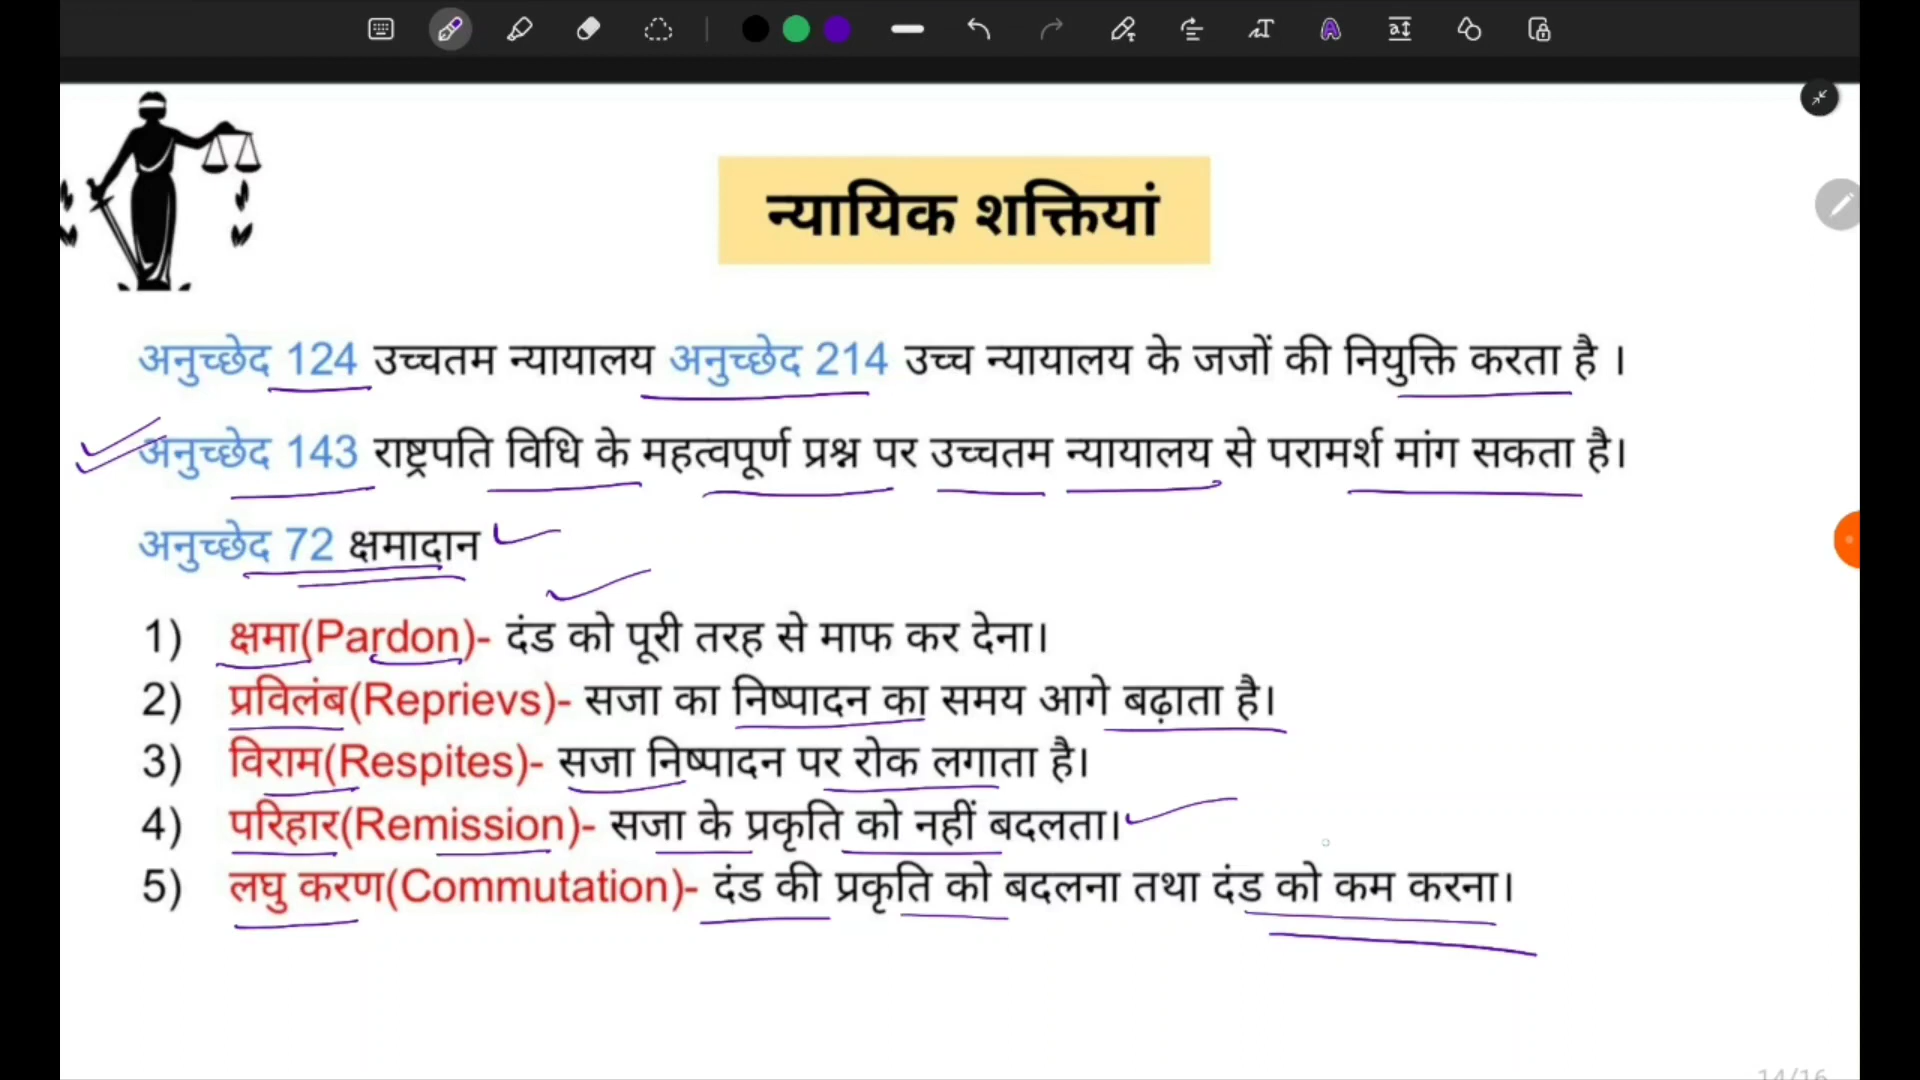 न्यायिक शक्तियां
अनुच्छेद 124 उच्चतम न्यायालय अनुच्छेद 214 उच्च न्यायालय के जजों की नियुक्ति करता है ।
अनुच्छेद 143 राष्ट्रपति विधि के महत्वपूर्ण प्रश्न पर उच्चतम न्यायालय से परामर्श मांग सकता है।
अनुच्छेद 72 क्षमादान
1) क्षमा(Pardon)- दंड को पूरी तरह से माफ कर देना।
2) प्रविलंब(Reprievs)- सजा का निष्पादन का समय आगे बढ़ाता है।
3) विराम(Respites)- सजा निष्पादन पर रोक लगाता है।
4) परिहार(Remission)- सजा के प्रकृति को नहीं बदलता।
5) लघु करण(Commutation)- दंड की प्रकृति को बदलना तथा दंड को कम करना।
14/16